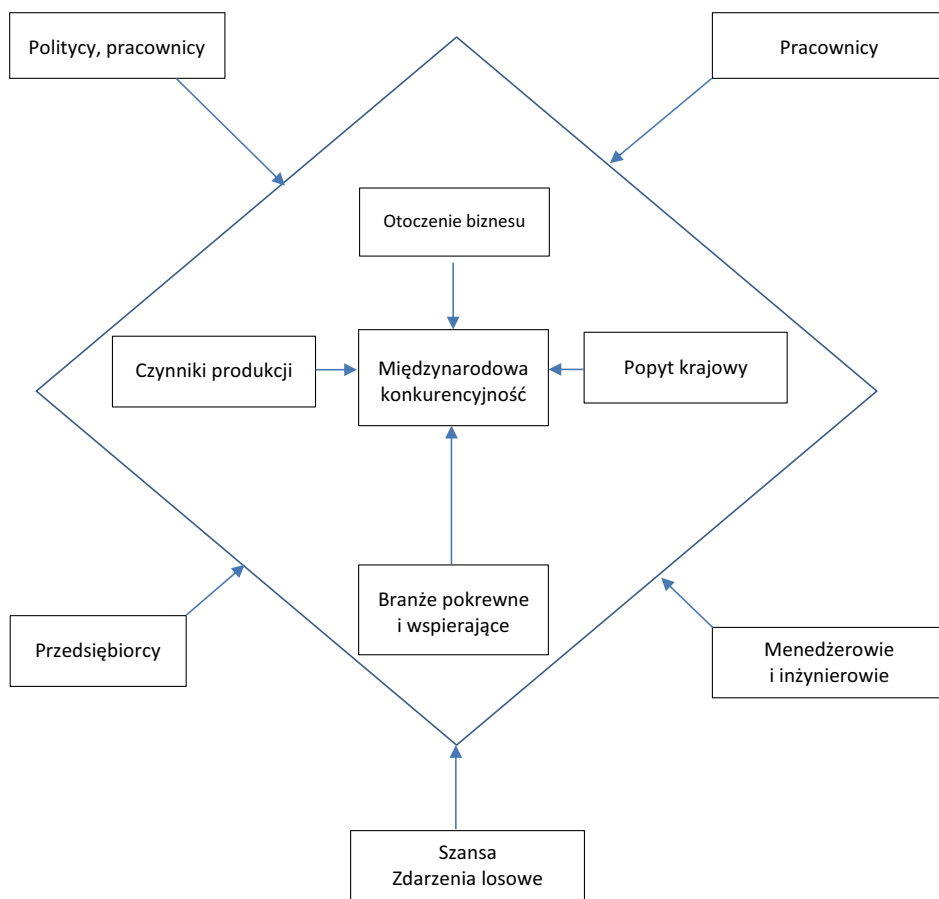 Politycy, pracownicy
Pracownicy
Otoczenie biznesu
Czynniki produkcji
Międzynarodowa
konkurencyjność
Popyt krajowy
Branże pokrewne
i wspierające
Przedsiębiorcy
Menedżerowie
i inżynierowie
Szansa
Zdarzenia losowe